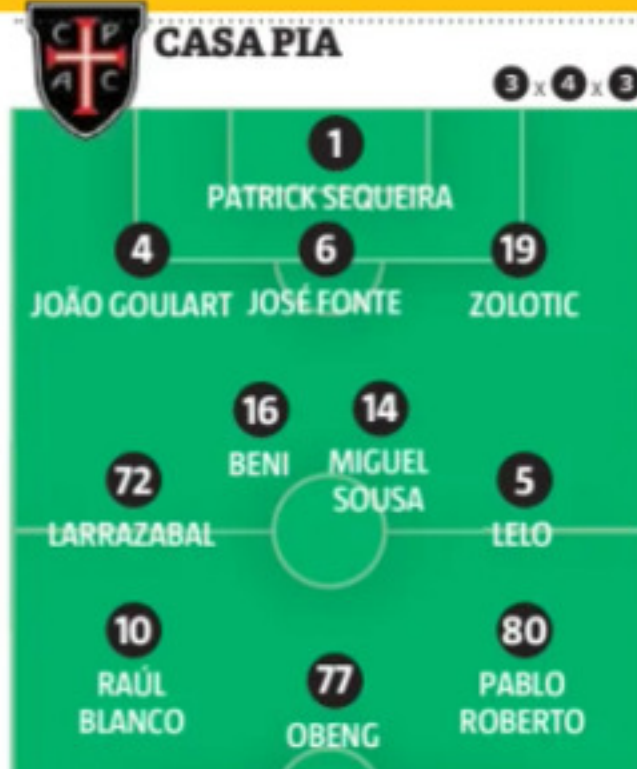 C P
A C
CASA PIA
3 x 4 x 3
1
PATRICK SEQUEIRA
4 6 19
JOÃO GOULART JOSÉ FONTE ZOLOTIC
16 14
BENI MIGUEL
SOUSA
72 5
LARRAZABAL LELO
10 77 80
RAÚL
BLANCO
OBENG
PABLO
ROBERTO